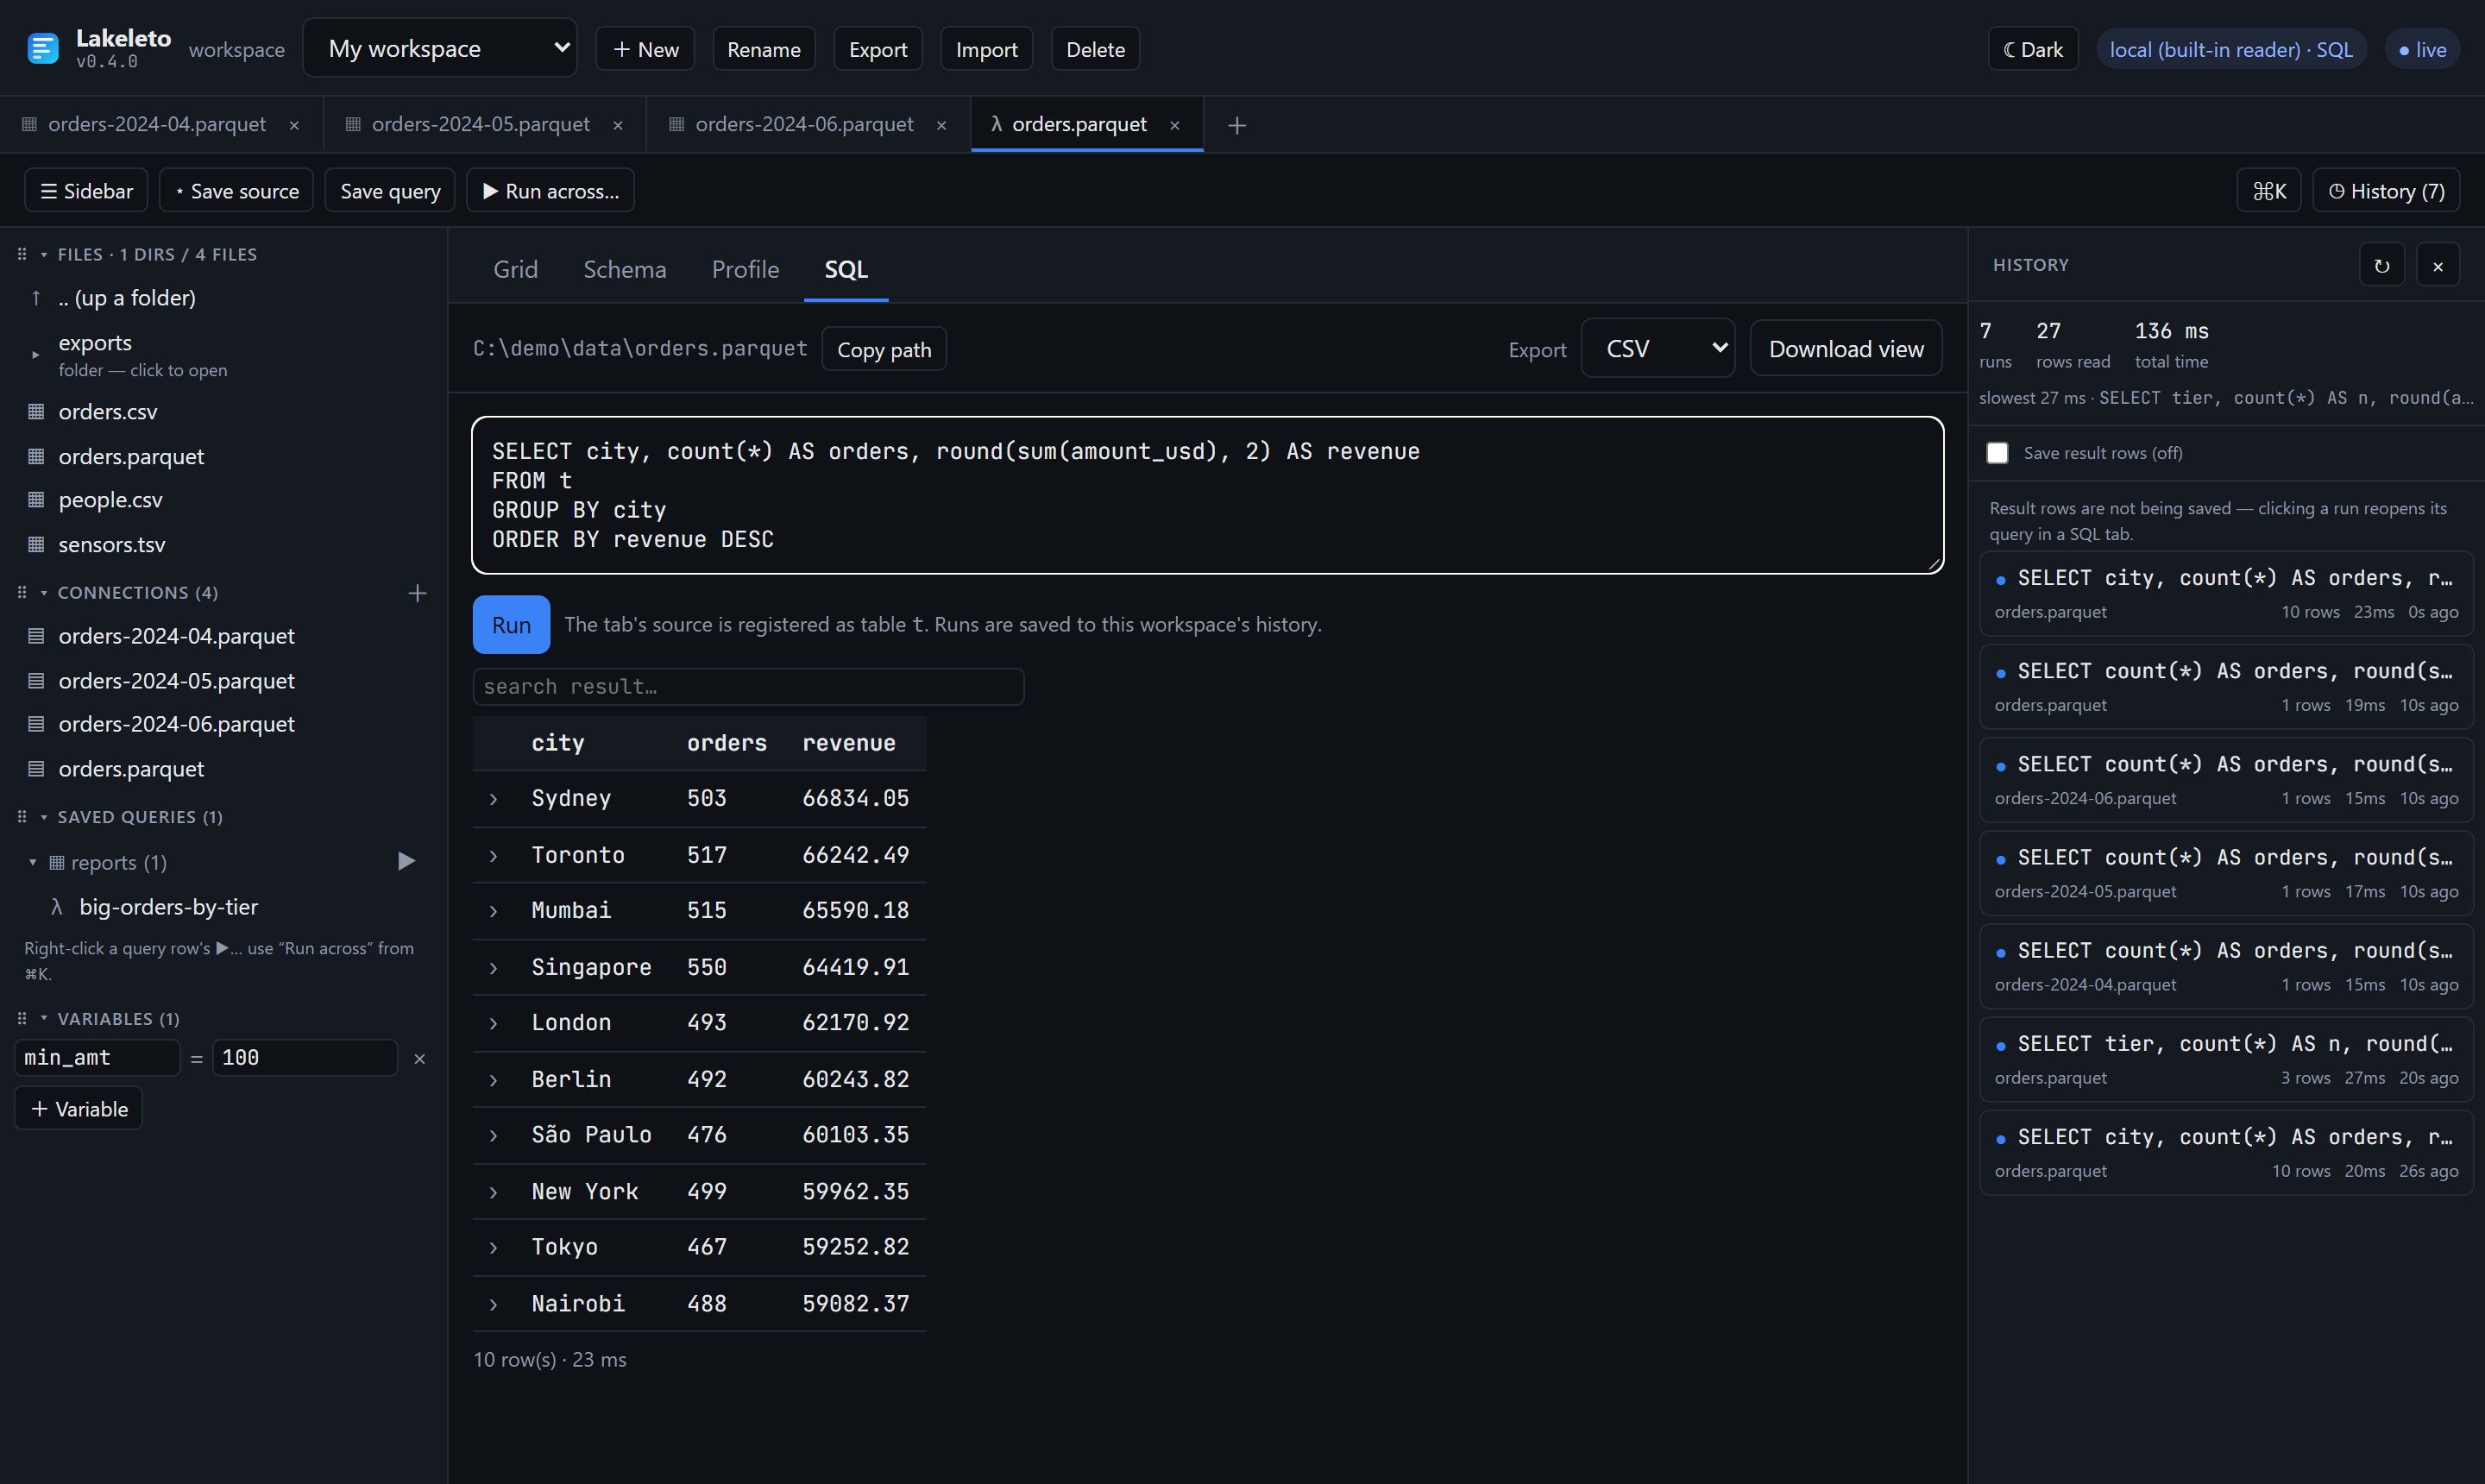 Lakeleto
v0.4.0
workspace
My workspace
+ New
Rename
Export
Import
Delete
☾ Dark
local (built-in reader) · SQL
● live
orders-2024-04.parquet ×
orders-2024-05.parquet ×
orders-2024-06.parquet ×
λ orders.parquet ×
+
☰ Sidebar
⋆ Save source
Save query
▶ Run across…
⌘K
◷ History (7)
FILES · 1 DIRS / 4 FILES
↑ .. (up a folder)
exports
folder — click to open
orders.csv
orders.parquet
people.csv
sensors.tsv
CONNECTIONS (4) +
orders-2024-04.parquet
orders-2024-05.parquet
orders-2024-06.parquet
orders.parquet
SAVED QUERIES (1)
reports (1) ▶
λ big-orders-by-tier
Right-click a query row's ▶… use “Run across” from
⌘K.
VARIABLES (1)
min_amt = 100 ×
+ Variable
Grid Schema Profile SQL
C:\demo\data\orders.parquet
Copy path
Export
CSV
Download view
SELECT city, count(*) AS orders, round(sum(amount_usd), 2) AS revenue
FROM t
GROUP BY city
ORDER BY revenue DESC
Run
The tab's source is registered as table t. Runs are saved to this workspace's history.
search result…
city orders revenue
› Sydney 503 66834.05
› Toronto 517 66242.49
› Mumbai 515 65590.18
› Singapore 550 64419.91
› London 493 62170.92
› Berlin 492 60243.82
› São Paulo 476 60103.35
› New York 499 59962.35
› Tokyo 467 59252.82
› Nairobi 488 59082.37
10 row(s) · 23 ms
HISTORY ↻ ×
7 27 136 ms
runs rows read total time
slowest 27 ms · SELECT tier, count(*) AS n, round(a…
Save result rows (off)
Result rows are not being saved — clicking a run reopens its
query in a SQL tab.
● SELECT city, count(*) AS orders, r…
orders.parquet 10 rows 23ms 0s ago
● SELECT count(*) AS orders, round(s…
orders.parquet 1 rows 19ms 10s ago
● SELECT count(*) AS orders, round(s…
orders-2024-06.parquet 1 rows 15ms 10s ago
● SELECT count(*) AS orders, round(s…
orders-2024-05.parquet 1 rows 17ms 10s ago
● SELECT count(*) AS orders, round(s…
orders-2024-04.parquet 1 rows 15ms 10s ago
● SELECT tier, count(*) AS n, round(…
orders.parquet 3 rows 27ms 20s ago
● SELECT city, count(*) AS orders, r…
orders.parquet 10 rows 20ms 26s ago